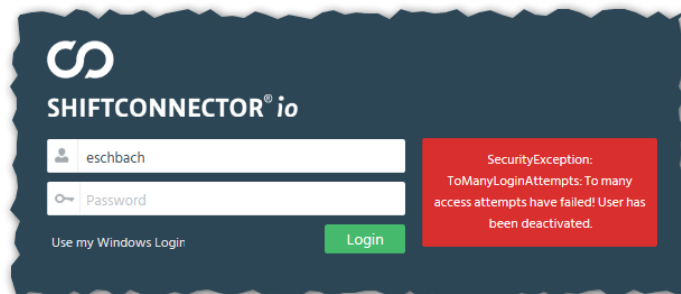 SHIFTCONNECTOR® io
eschbach
Password
Use my Windows Login
Login
SecurityException:
ToManyLoginAttempts: To many
access attempts have failed! User has
been deactivated.